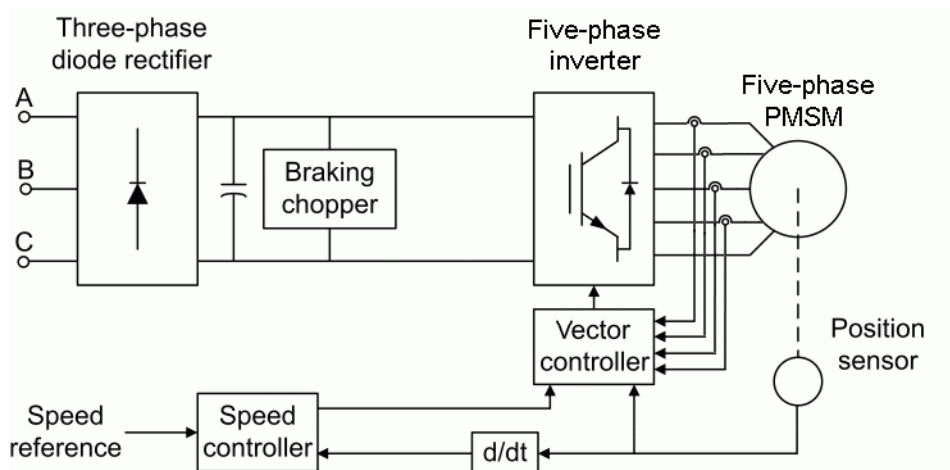 Three-phase
diode rectifier
Five-phase
inverter
Five-phase
PMSM
A
B
C
Braking
chopper
Vector
controller
Position
sensor
Speed
reference
Speed
controller
d/dt